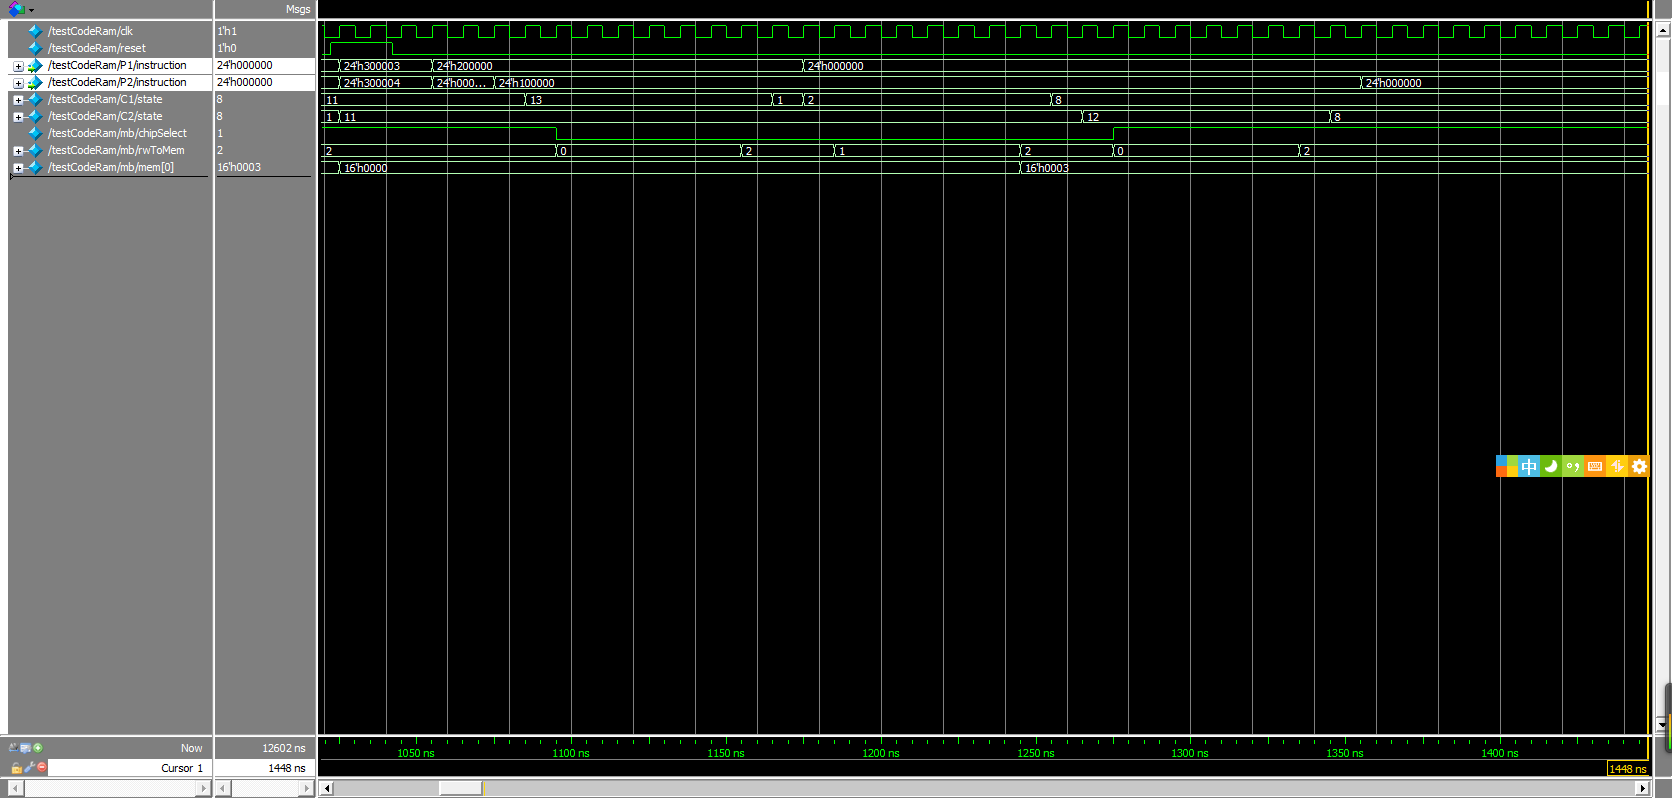 Msgs
/testCodeRam/clk 1'h1
/testCodeRam/reset 1'h0
/testCodeRam/P1/instruction 24'h000000 24'h300003 24'h200000 24'h000000
/testCodeRam/P2/instruction 24'h000000 24'h300004 24'h000... 24'h100000 24'h000000
/testCodeRam/C1/state 8 11 13 1 2 8
/testCodeRam/C2/state 8 1 11 12 8
/testCodeRam/mb/chipSelect 1
/testCodeRam/mb/rwToMem 2 2 0 2 1 2 0 2
/testCodeRam/mb/mem[0] 16'h0003 16'h0000 16'h0003
中
Now 12602 ns 1050 ns 1100 ns 1150 ns 1200 ns 1250 ns 1300 ns 1350 ns 1400 ns
Cursor 1 1448 ns 1448 ns